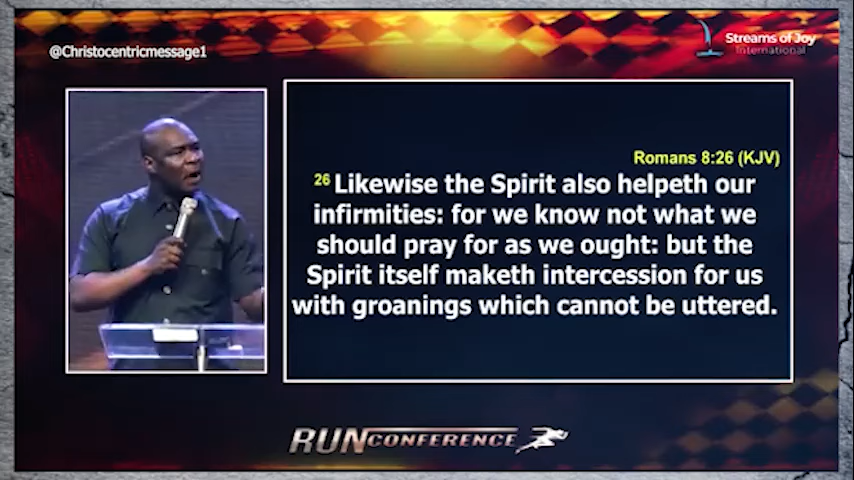 @Christocentricmessage1
Streams of Joy
International
Romans 8:26 (KJV)
26 Likewise the Spirit also helpeth our
infirmities: for we know not what we
should pray for as we ought: but the
Spirit itself maketh intercession for us
with groanings which cannot be uttered.
RUN CONFERENCE